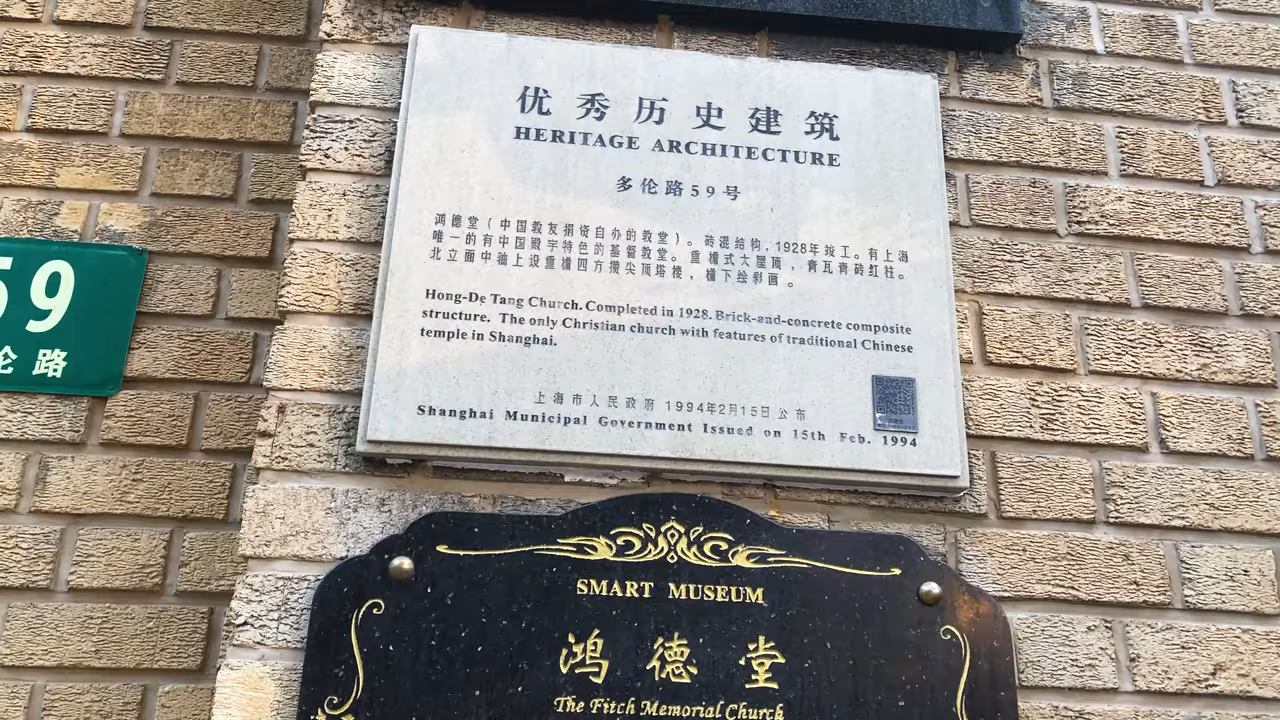 优秀历史建筑
HERITAGE ARCHITECTURE
多伦路59号
鸿德堂（中国教友捐资自办的教堂）。砖混结构，1928年竣工。有上海
唯一的有中国殿宇特色的基督教堂。重檐式大屋顶，青瓦青砖红柱。
北立面中轴上设重檐四方攒尖顶塔楼，檐下绘彩画。
Hong-De Tang Church. Completed in 1928. Brick-and-concrete composite
structure. The only Christian church with features of traditional Chinese
temple in Shanghai.
上海市人民政府 1994年2月15日公布
Shanghai Municipal Government Issued on 15th Feb. 1994
59
伦路
SMART MUSEUM
鸿德堂
The Fitch Memorial Church